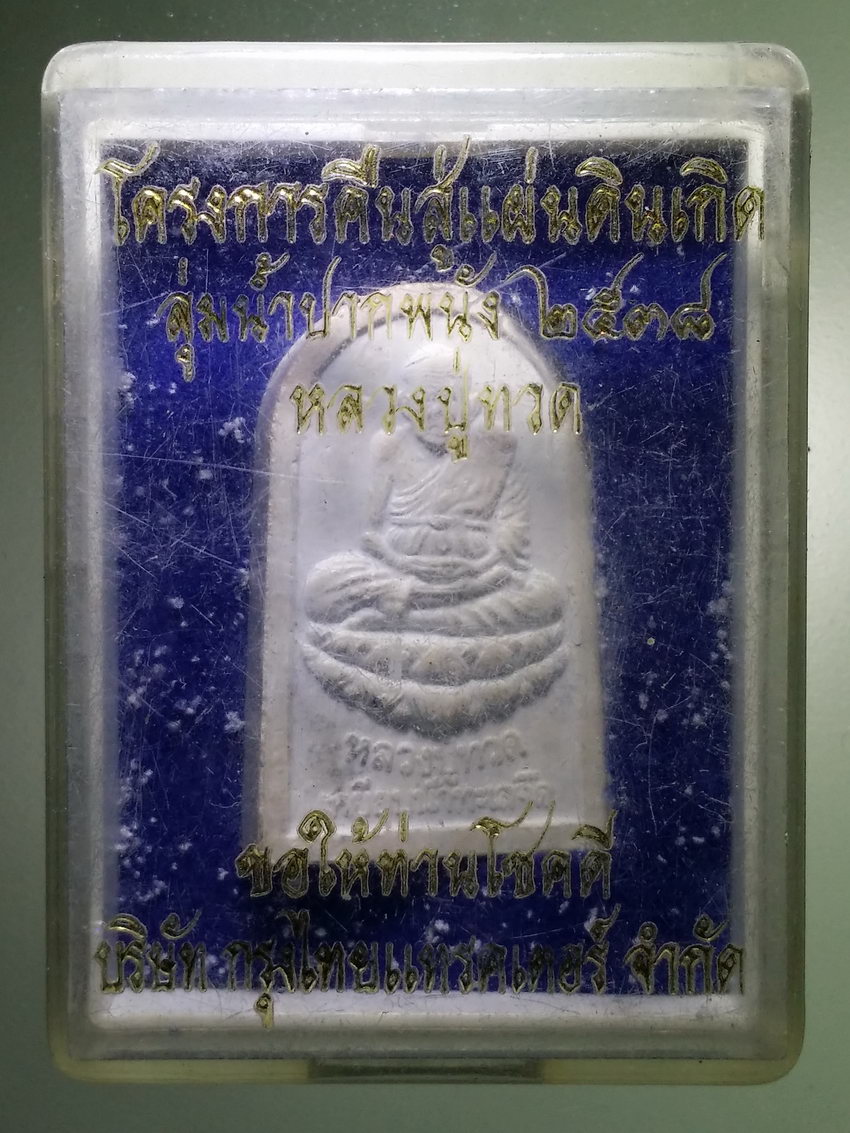 โครงการคืนสู่แผ่นดินเกิด
ลุ่มน้ำปากพนัง ๒๕๓๘
หลวงปู่ทวด
หลวงปู่ทวด
ขอให้ท่านโชคดี
บริษัท กรุงไทยแทรคเตอร์ จำกัด